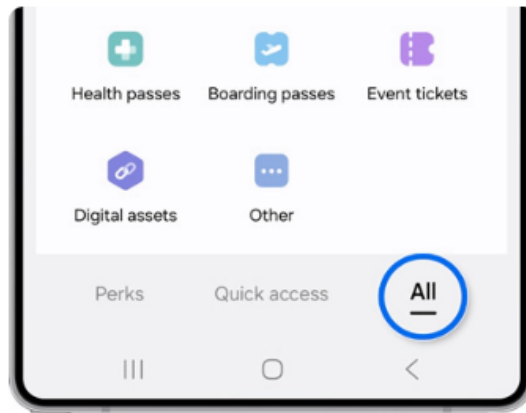 Health passes Boarding passes Event tickets
Digital assets Other
Perks Quick access All